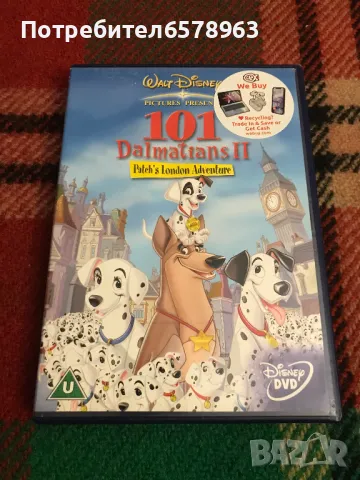 Потребител6578963
WALT DISNEY
PICTURES PRESENTS
101
Dalmatians II
Patch's London Adventure
We Buy
Recycling?
Trade In & Save or
Get Cash
U
Disney
DVD
BAZAR